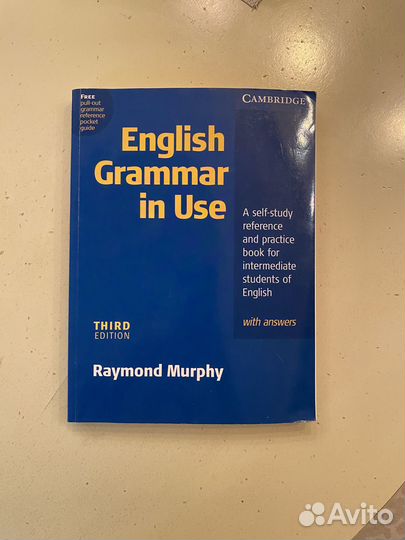 FREE
pull-out
grammar
reference
pocket
guide
CAMBRIDGE
English
Grammar
in Use
A self-study
reference
and practice
book for
intermediate
students of
English
with answers
THIRD
EDITION
Raymond Murphy
Avito